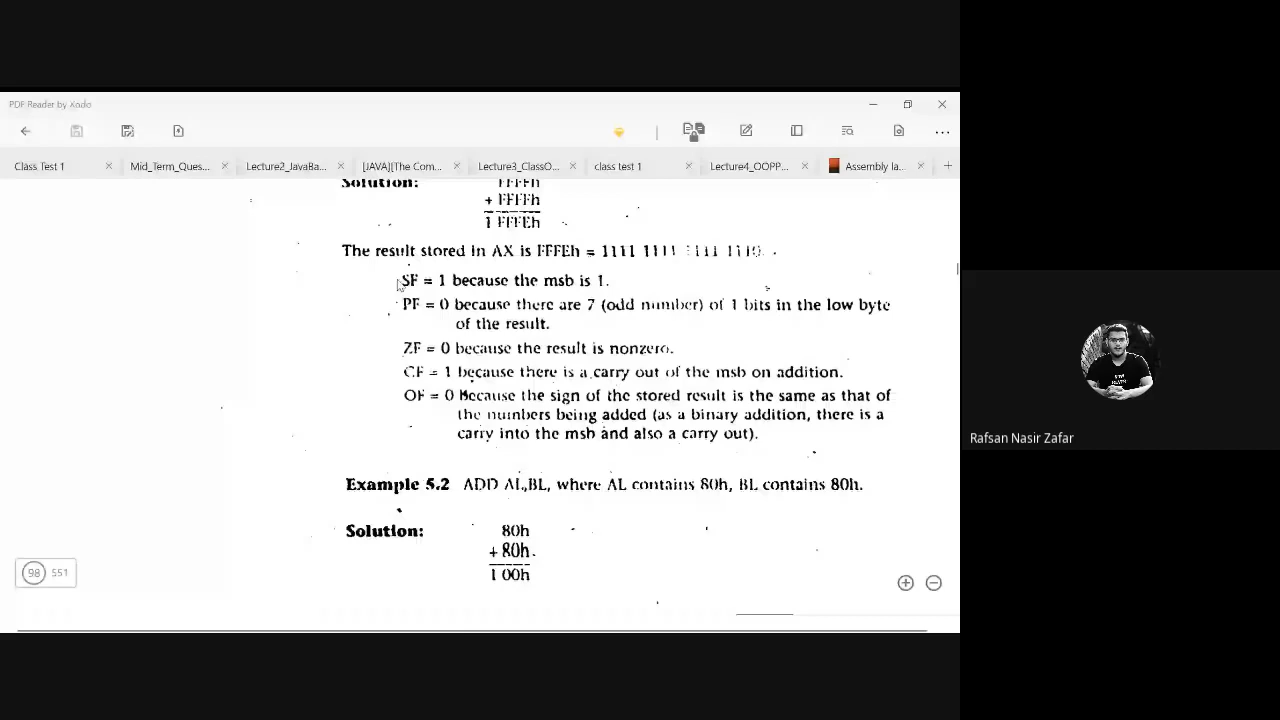 PDF Reader by Xodo
Class Test 1
Mid_Term_Ques...
Lecture2_JavaBa...
[JAVA][The Com...
Lecture3_ClassO...
class test 1
Lecture4_OOPP...
Assembly la...
Solution: FFFFh
+ FFFFh
1 FFFEh
The result stored in AX is FFFEh = 1111 1111 1111 1110.
SF = 1 because the msb is 1.
PF = 0 because there are 7 (odd number) of 1 bits in the low byte
of the result.
ZF = 0 because the result is nonzero.
CF = 1 because there is a carry out of the msb on addition.
OF = 0 because the sign of the stored result is the same as that of
the numbers being added (as a binary addition, there is a
carry into the msb and also a carry out).
Example 5.2 ADD AL,BL, where AL contains 80h, BL contains 80h.
Solution: 80h
+ 80h
1 00h
98 551
Rafsan Nasir Zafar